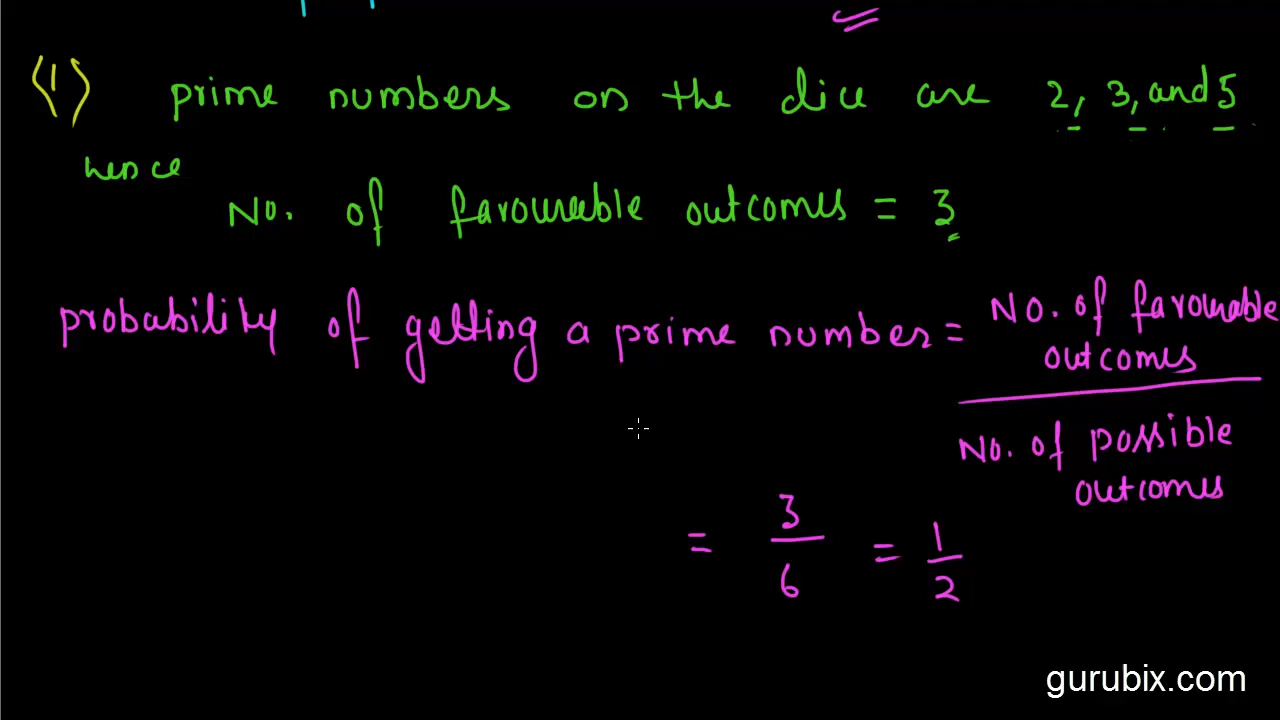 (1) prime numbers on the dice are 2, 3, and 5
hence
No. of favourable outcomes = 3
probability of getting a prime number = No. of favourable
outcomes
No. of possible
outcomes
= 3/6 = 1/2
gurubix.com